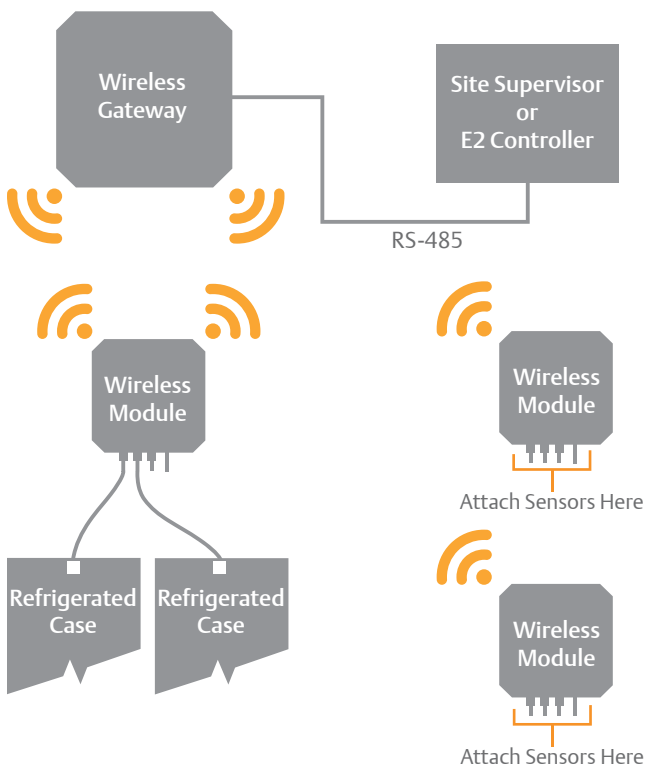 Wireless
Gateway
Site Supervisor
or
E2 Controller
RS-485
Wireless
Module
Wireless
Module
Attach Sensors Here
Refrigerated
Case
Refrigerated
Case
Wireless
Module
Attach Sensors Here